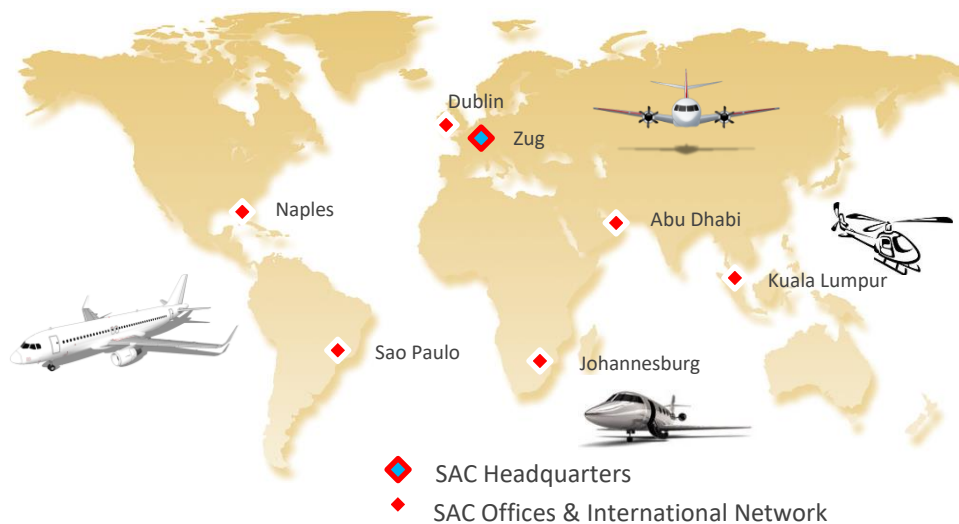 Dublin
Zug
Naples
Abu Dhabi
Kuala Lumpur
Sao Paulo
Johannesburg
SAC Headquarters
SAC Offices & International Network